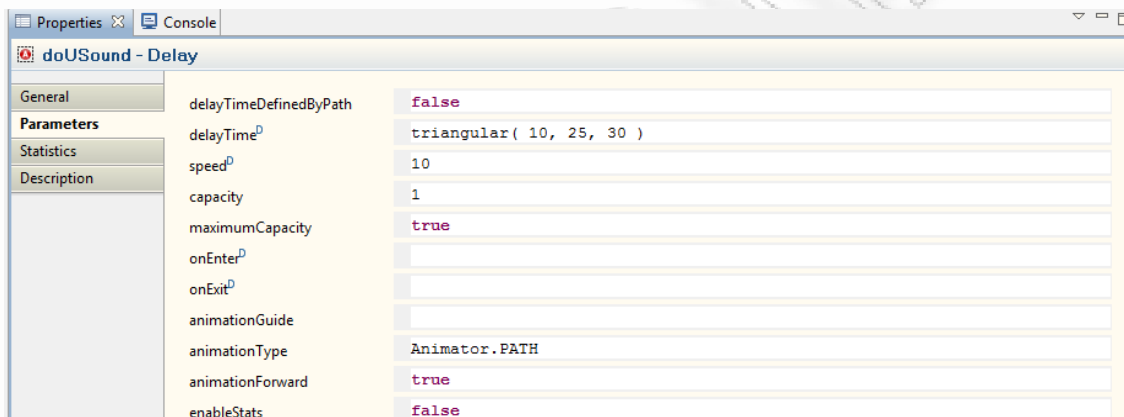 Properties Console
doUSound - Delay
General
Parameters
Statistics
Description
delayTimeDefinedByPath false
delayTimeD triangular( 10, 25, 30 )
speedD 10
capacity 1
maximumCapacity true
onEnterD
onExitD
animationGuide
animationType Animator.PATH
animationForward true
enableStats false